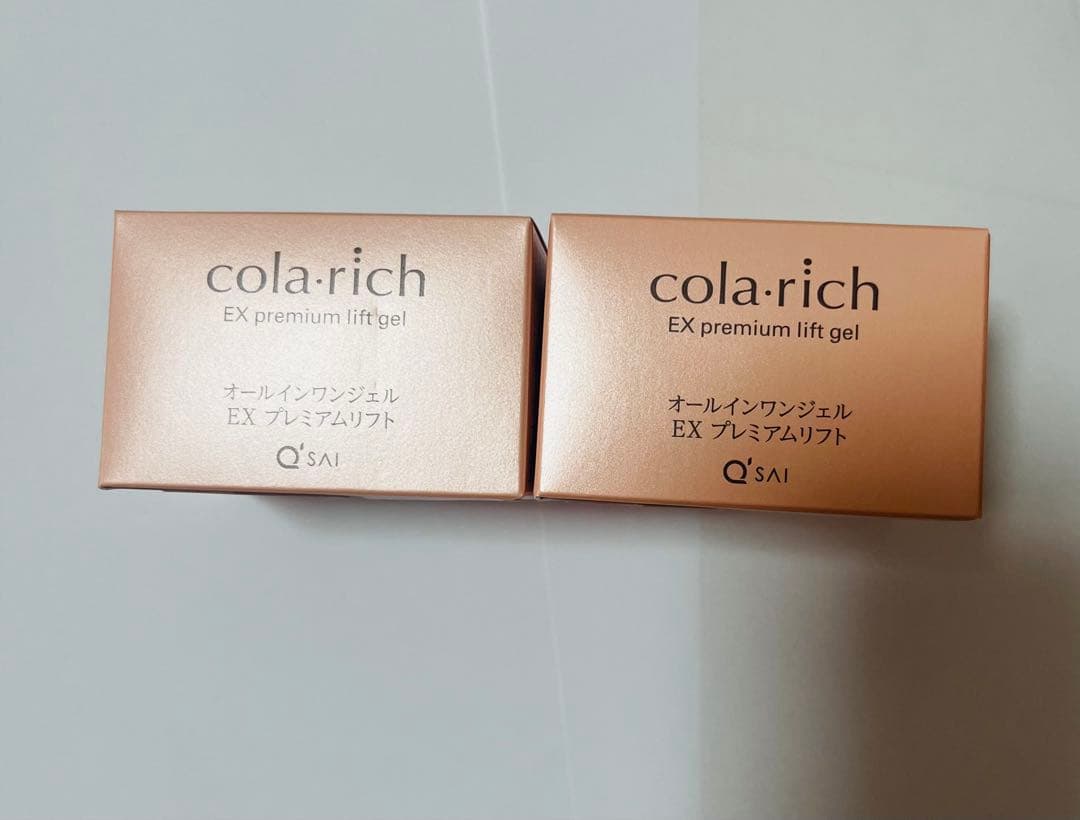 cola·rich
EX premium lift gel
オールインワンジェル
EX プレミアムリフト
Q'SAI
cola·rich
EX premium lift gel
オールインワンジェル
EX プレミアムリフト
Q'SAI